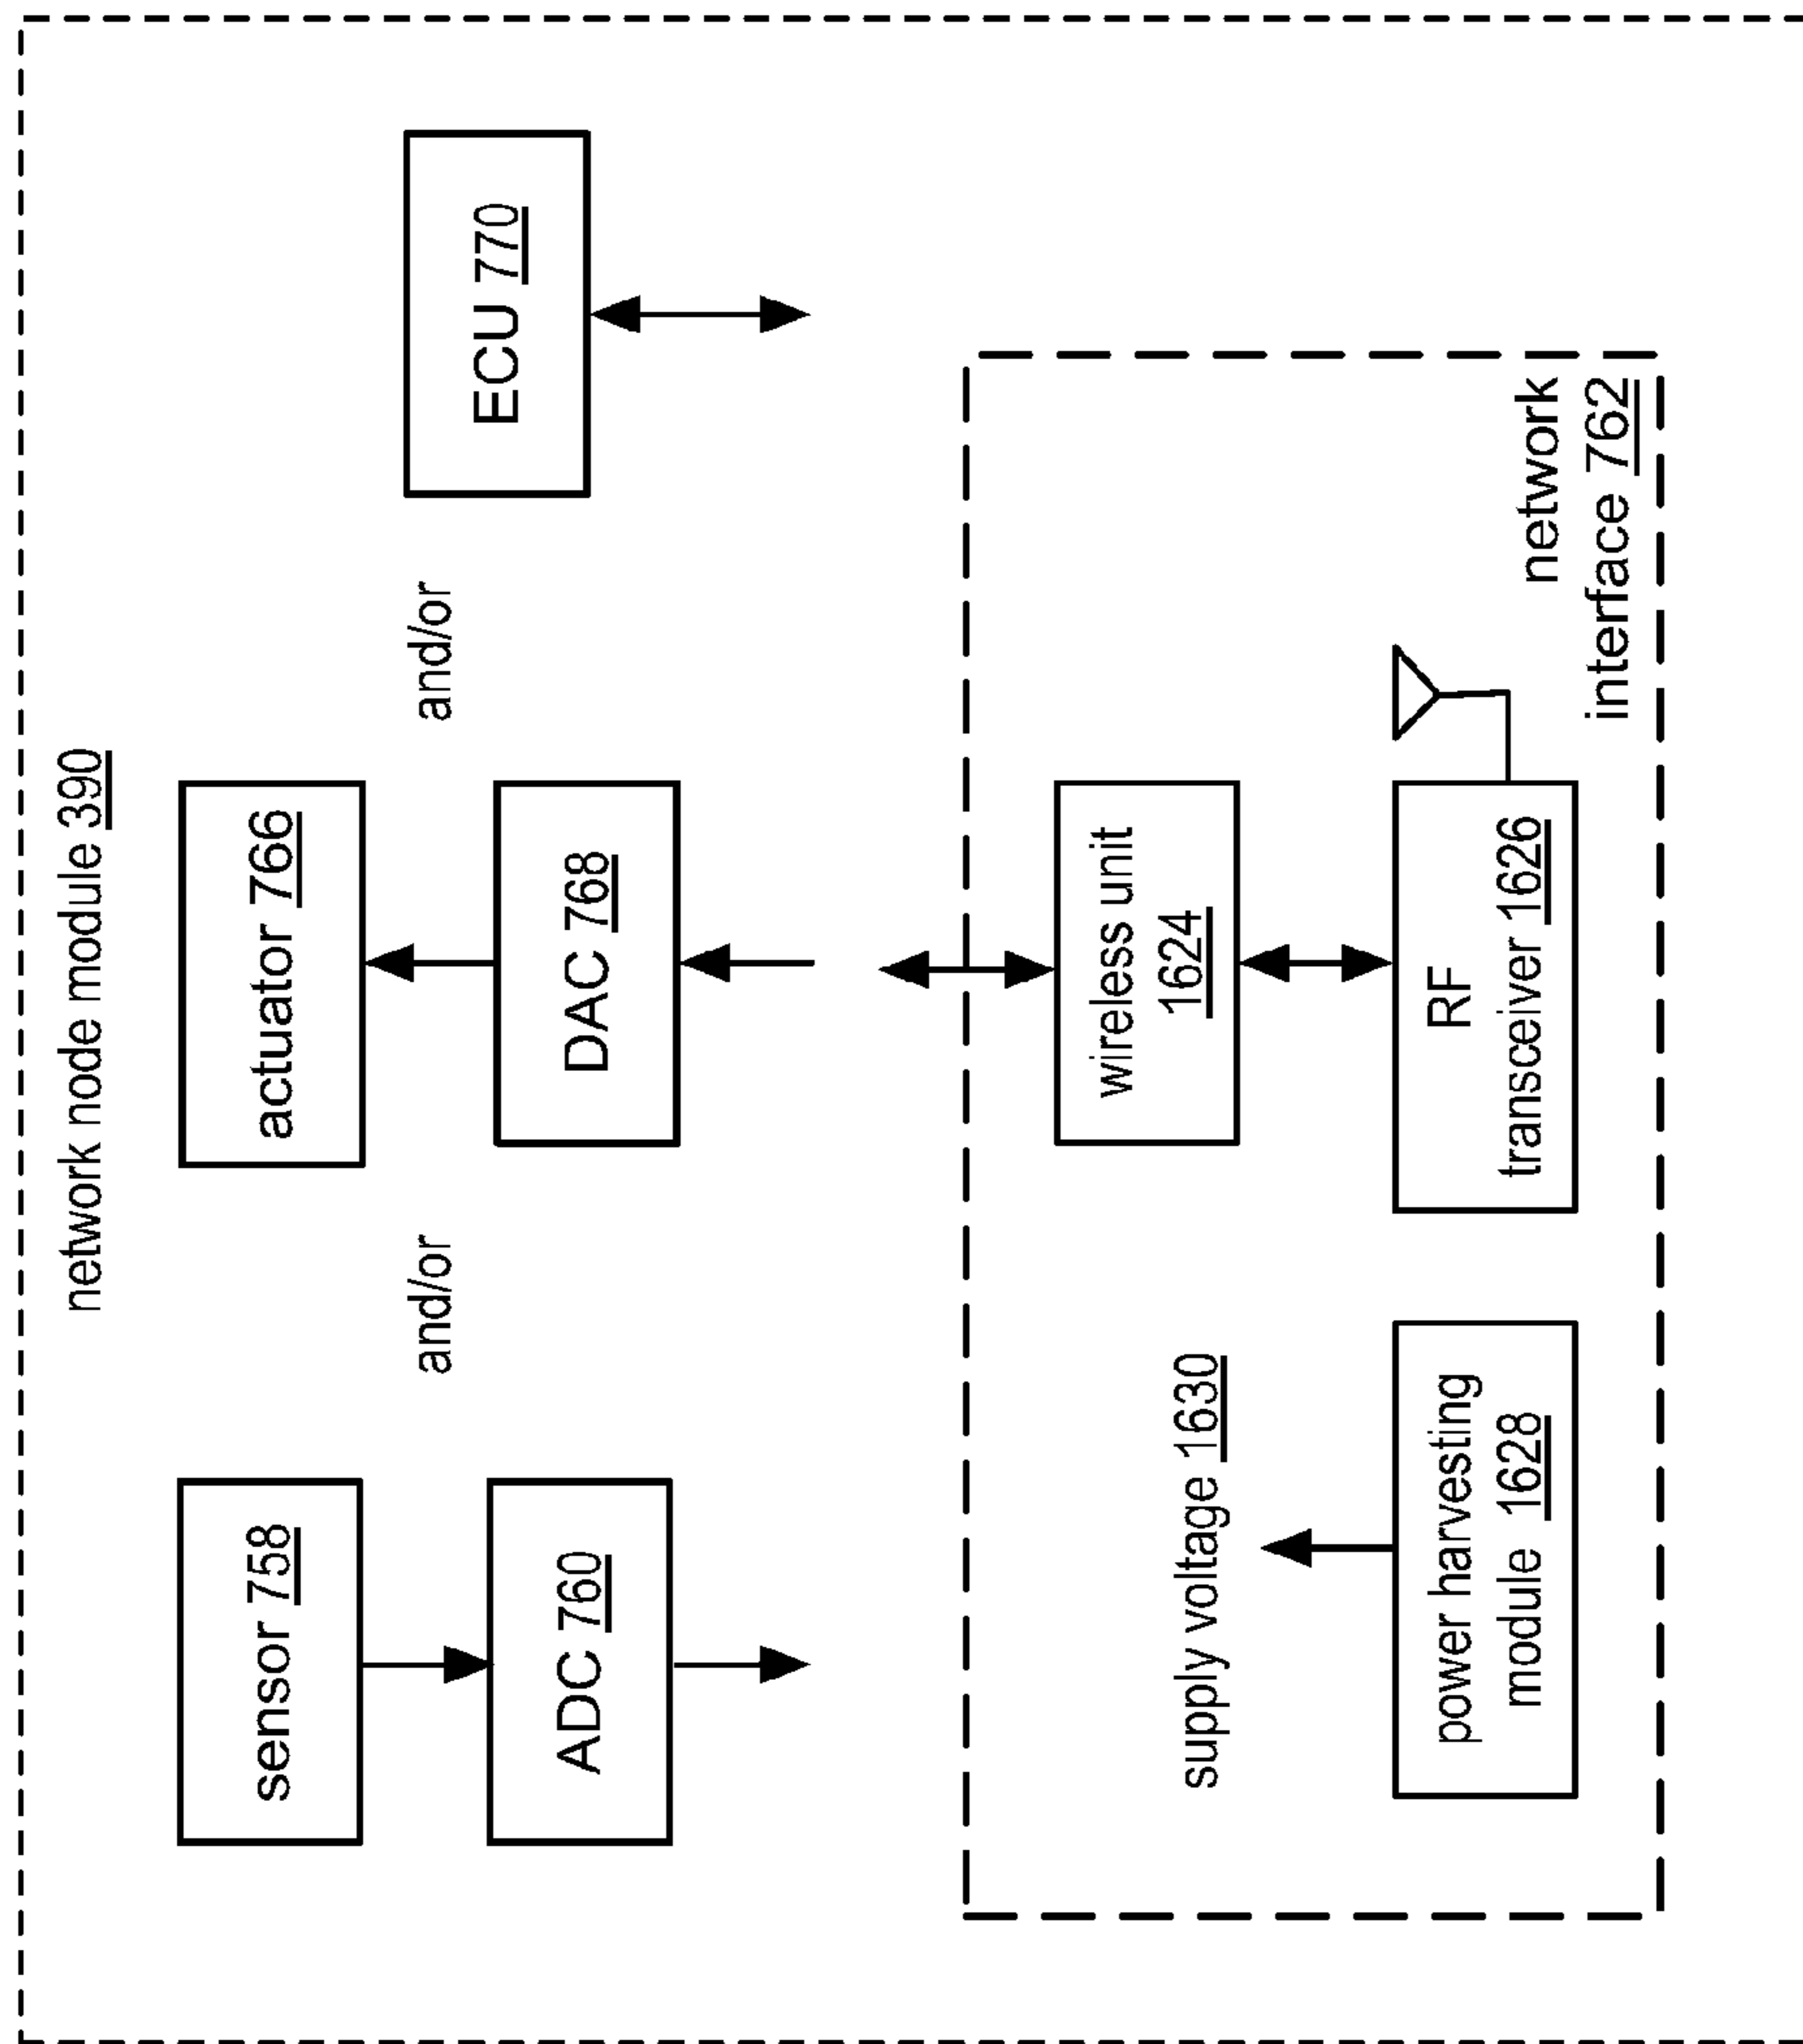 network node module 390
sensor 758
actuator 766
and/or
and/or
ECU 770
ADC 760
DAC 768
supply voltage 1630
wireless unit
1624
power harvesting
module 1628
RF
transceiver 1626
network
interface 762